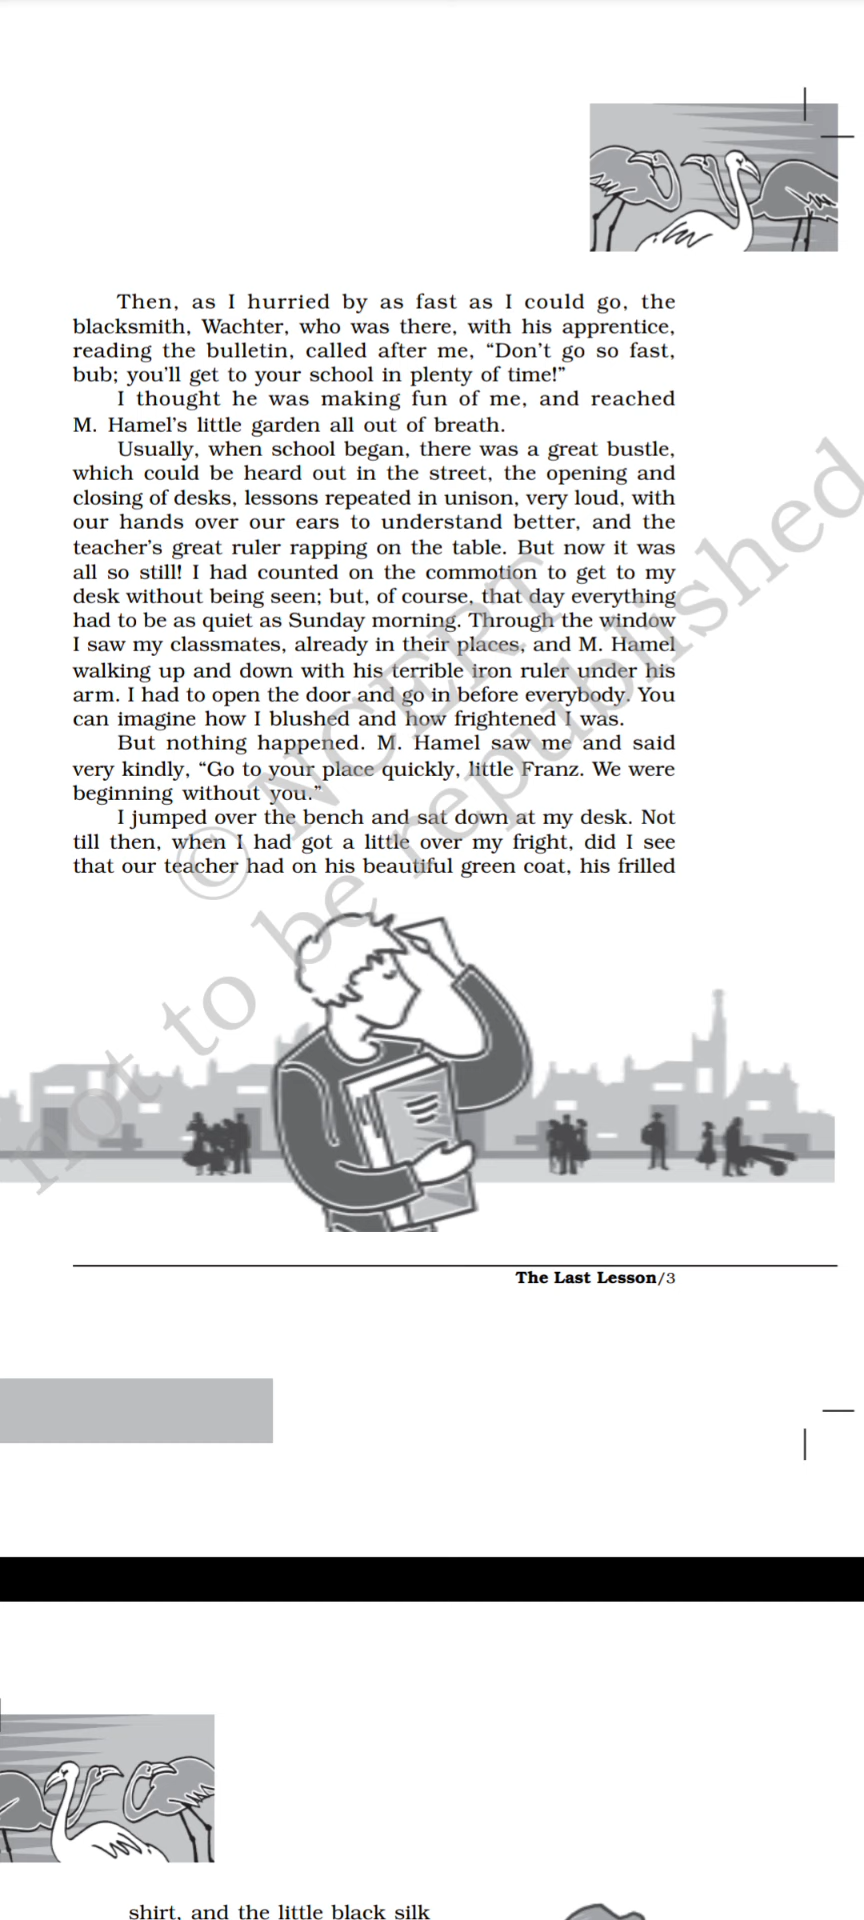 Then, as I hurried by as fast as I could go, the
blacksmith, Wachter, who was there, with his apprentice,
reading the bulletin, called after me, “Don’t go so fast,
bub; you’ll get to your school in plenty of time!”
I thought he was making fun of me, and reached
M. Hamel’s little garden all out of breath.
Usually, when school began, there was a great bustle,
which could be heard out in the street, the opening and
closing of desks, lessons repeated in unison, very loud, with
our hands over our ears to understand better, and the
teacher’s great ruler rapping on the table. But now it was
all so still! I had counted on the commotion to get to my
desk without being seen; but, of course, that day everything
had to be as quiet as Sunday morning. Through the window
I saw my classmates, already in their places, and M. Hamel
walking up and down with his terrible iron ruler under his
arm. I had to open the door and go in before everybody. You
can imagine how I blushed and how frightened I was.
But nothing happened. M. Hamel saw me and said
very kindly, “Go to your place quickly, little Franz. We were
beginning without you.”
I jumped over the bench and sat down at my desk. Not
till then, when I had got a little over my fright, did I see
that our teacher had on his beautiful green coat, his frilled
© NCERT
not to be republished
The Last Lesson/3
shirt, and the little black silk